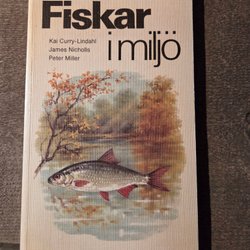 Fiskar
Kai Curry-Lindahl
James Nicholls
Peter Miller
i miljö